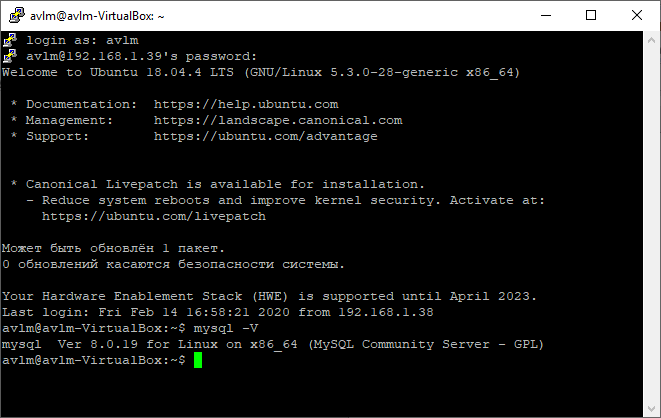 avlm@avlm-VirtualBox: ~
login as: avlm
avlm@192.168.1.39's password:
Welcome to Ubuntu 18.04.4 LTS (GNU/Linux 5.3.0-28-generic x86_64)
* Documentation:  https://help.ubuntu.com
* Management:     https://landscape.canonical.com
* Support:        https://ubuntu.com/advantage
* Canonical Livepatch is available for installation.
- Reduce system reboots and improve kernel security. Activate at:
https://ubuntu.com/livepatch
Может быть обновлён 1 пакет.
0 обновлений касаются безопасности системы.
Your Hardware Enablement Stack (HWE) is supported until April 2023.
Last login: Fri Feb 14 16:58:21 2020 from 192.168.1.38
avlm@avlm-VirtualBox:~$ mysql -V
mysql  Ver 8.0.19 for Linux on x86_64 (MySQL Community Server - GPL)
avlm@avlm-VirtualBox:~$